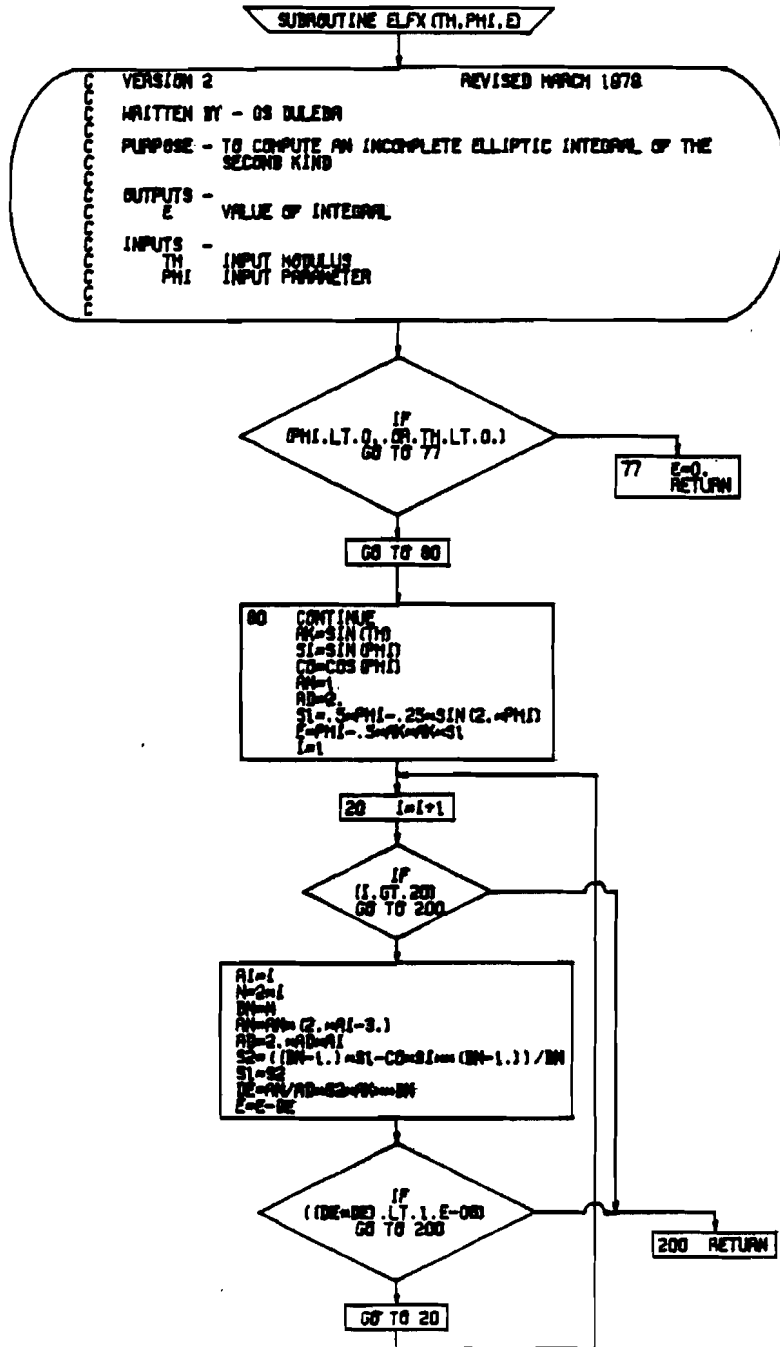 SUBROUTINE ELFX(TH,PHI,E)
C VERSION 2 REVISED MARCH 1978
C
C WRITTEN BY - GS DULEBA
C
C PURPOSE - TO COMPUTE AN INCOMPLETE ELLIPTIC INTEGRAL OF THE
C SECOND KIND
C
C OUTPUTS -
C E VALUE OF INTEGRAL
C
C INPUTS -
C TH INPUT MODULUS
C PHI INPUT PARAMETER
C
C
IF
(PHI.LT.0..OR.TH.LT.0.)
GO TO 77
77 E=0.
RETURN
GO TO 80
80 CONTINUE
AK=SIN(TH)
SI=SIN(PHI)
CO=COS(PHI)
AN=1
AD=2.
S1=.5*PHI-.25*SIN(2.*PHI)
E=PHI-.5*AK*AK*S1
I=1
20 I=I+1
IF
(I.GT.20)
GO TO 200
AI=I
N=2*I
BN=N
AN=AN*(2.*AI-3.)
AD=2.*AD*AI
S2=((BN-1.)*S1-CO*SI**(BN-1.))/BN
S1=S2
DE=AN/AD*S2*AK**BN
E=E-DE
IF
((DE*DE).LT.1.E-06)
GO TO 200
200 RETURN
GO TO 20